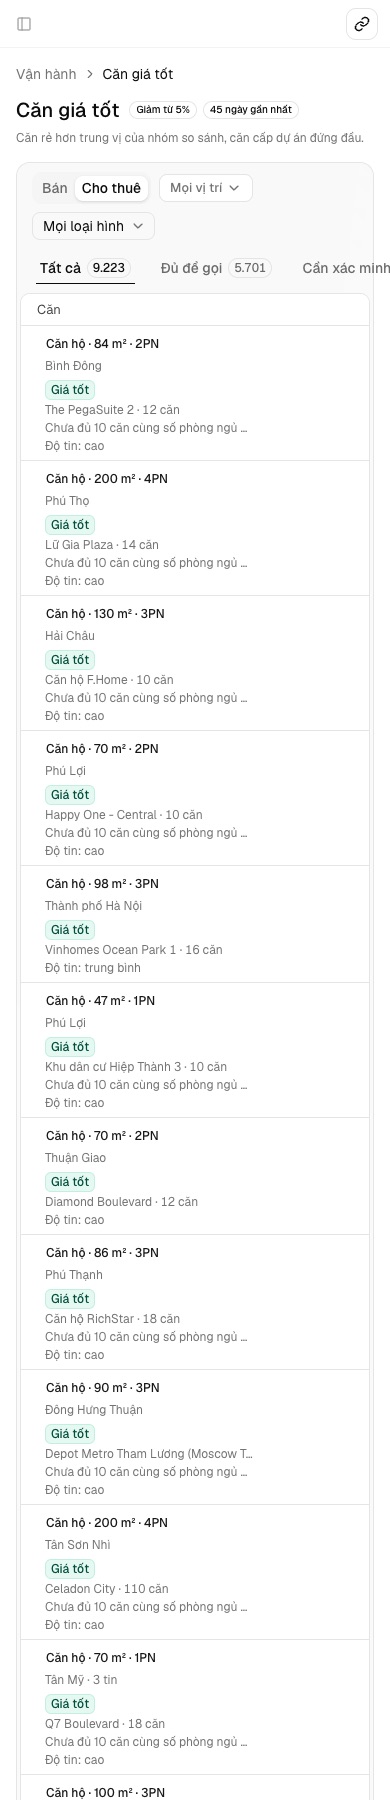 Vận hành > Căn giá tốt
Căn giá tốt Giảm từ 5% 45 ngày gần nhất
Căn rẻ hơn trung vị của nhóm so sánh, căn cấp dự án đứng đầu.
Bán Cho thuê Mọi vị trí
Mọi loại hình
Tất cả 9.223 Đủ để gọi 5.701 Cần xác minh
Căn
Căn hộ · 84 m² · 2PN
Bình Đông
Giá tốt
The PegaSuite 2 · 12 căn
Chưa đủ 10 căn cùng số phòng ngủ ...
Độ tin: cao
Căn hộ · 200 m² · 4PN
Phú Thọ
Giá tốt
Lữ Gia Plaza · 14 căn
Chưa đủ 10 căn cùng số phòng ngủ ...
Độ tin: cao
Căn hộ · 130 m² · 3PN
Hải Châu
Giá tốt
Căn hộ F.Home · 10 căn
Chưa đủ 10 căn cùng số phòng ngủ ...
Độ tin: cao
Căn hộ · 70 m² · 2PN
Phú Lợi
Giá tốt
Happy One - Central · 10 căn
Chưa đủ 10 căn cùng số phòng ngủ ...
Độ tin: cao
Căn hộ · 98 m² · 3PN
Thành phố Hà Nội
Giá tốt
Vinhomes Ocean Park 1 · 16 căn
Độ tin: trung bình
Căn hộ · 47 m² · 1PN
Phú Lợi
Giá tốt
Khu dân cư Hiệp Thành 3 · 10 căn
Chưa đủ 10 căn cùng số phòng ngủ ...
Độ tin: cao
Căn hộ · 70 m² · 2PN
Thuận Giao
Giá tốt
Diamond Boulevard · 12 căn
Độ tin: cao
Căn hộ · 86 m² · 3PN
Phú Thạnh
Giá tốt
Căn hộ RichStar · 18 căn
Chưa đủ 10 căn cùng số phòng ngủ ...
Độ tin: cao
Căn hộ · 90 m² · 3PN
Đông Hưng Thuận
Giá tốt
Depot Metro Tham Lương (Moscow T...
Chưa đủ 10 căn cùng số phòng ngủ ...
Độ tin: cao
Căn hộ · 200 m² · 4PN
Tân Sơn Nhì
Giá tốt
Celadon City · 110 căn
Chưa đủ 10 căn cùng số phòng ngủ ...
Độ tin: cao
Căn hộ · 70 m² · 1PN
Tân Mỹ · 3 tin
Giá tốt
Q7 Boulevard · 18 căn
Chưa đủ 10 căn cùng số phòng ngủ ...
Độ tin: cao
Căn hộ · 100 m² · 3PN